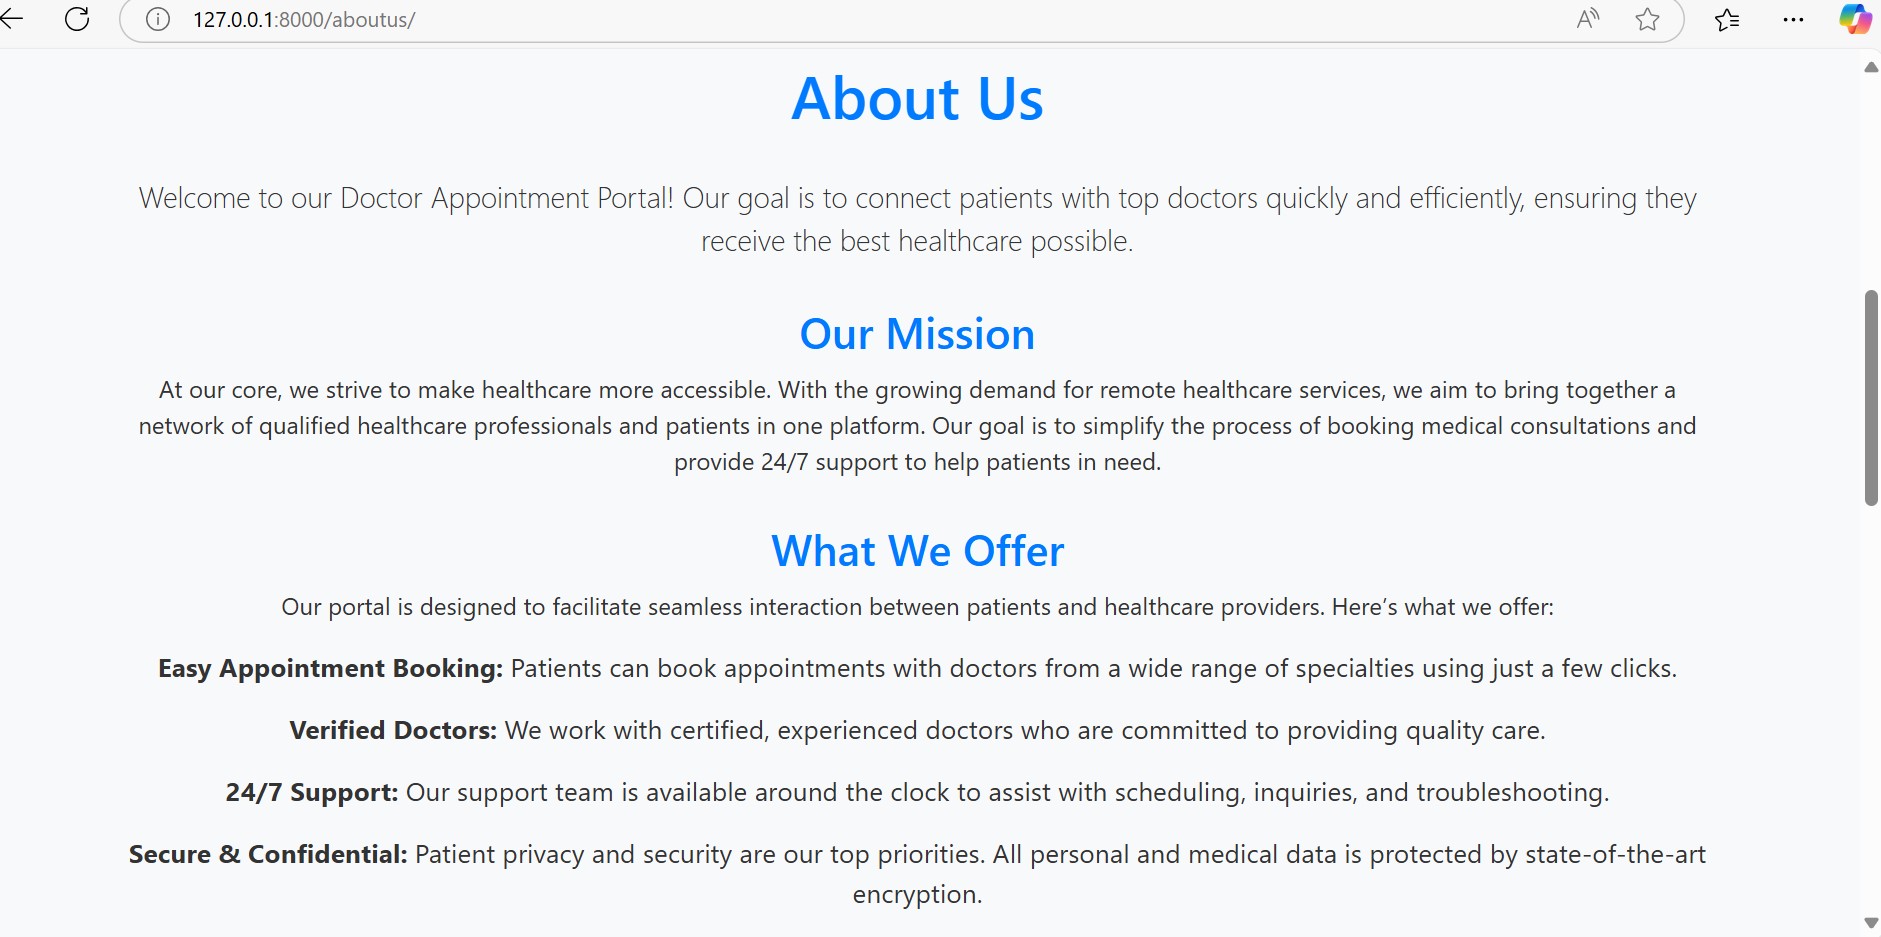 127.0.0.1:8000/aboutus/
About Us
Welcome to our Doctor Appointment Portal! Our goal is to connect patients with top doctors quickly and efficiently, ensuring they
receive the best healthcare possible.
Our Mission
At our core, we strive to make healthcare more accessible. With the growing demand for remote healthcare services, we aim to bring together a
network of qualified healthcare professionals and patients in one platform. Our goal is to simplify the process of booking medical consultations and
provide 24/7 support to help patients in need.
What We Offer
Our portal is designed to facilitate seamless interaction between patients and healthcare providers. Here’s what we offer:
Easy Appointment Booking: Patients can book appointments with doctors from a wide range of specialties using just a few clicks.
Verified Doctors: We work with certified, experienced doctors who are committed to providing quality care.
24/7 Support: Our support team is available around the clock to assist with scheduling, inquiries, and troubleshooting.
Secure & Confidential: Patient privacy and security are our top priorities. All personal and medical data is protected by state-of-the-art
encryption.